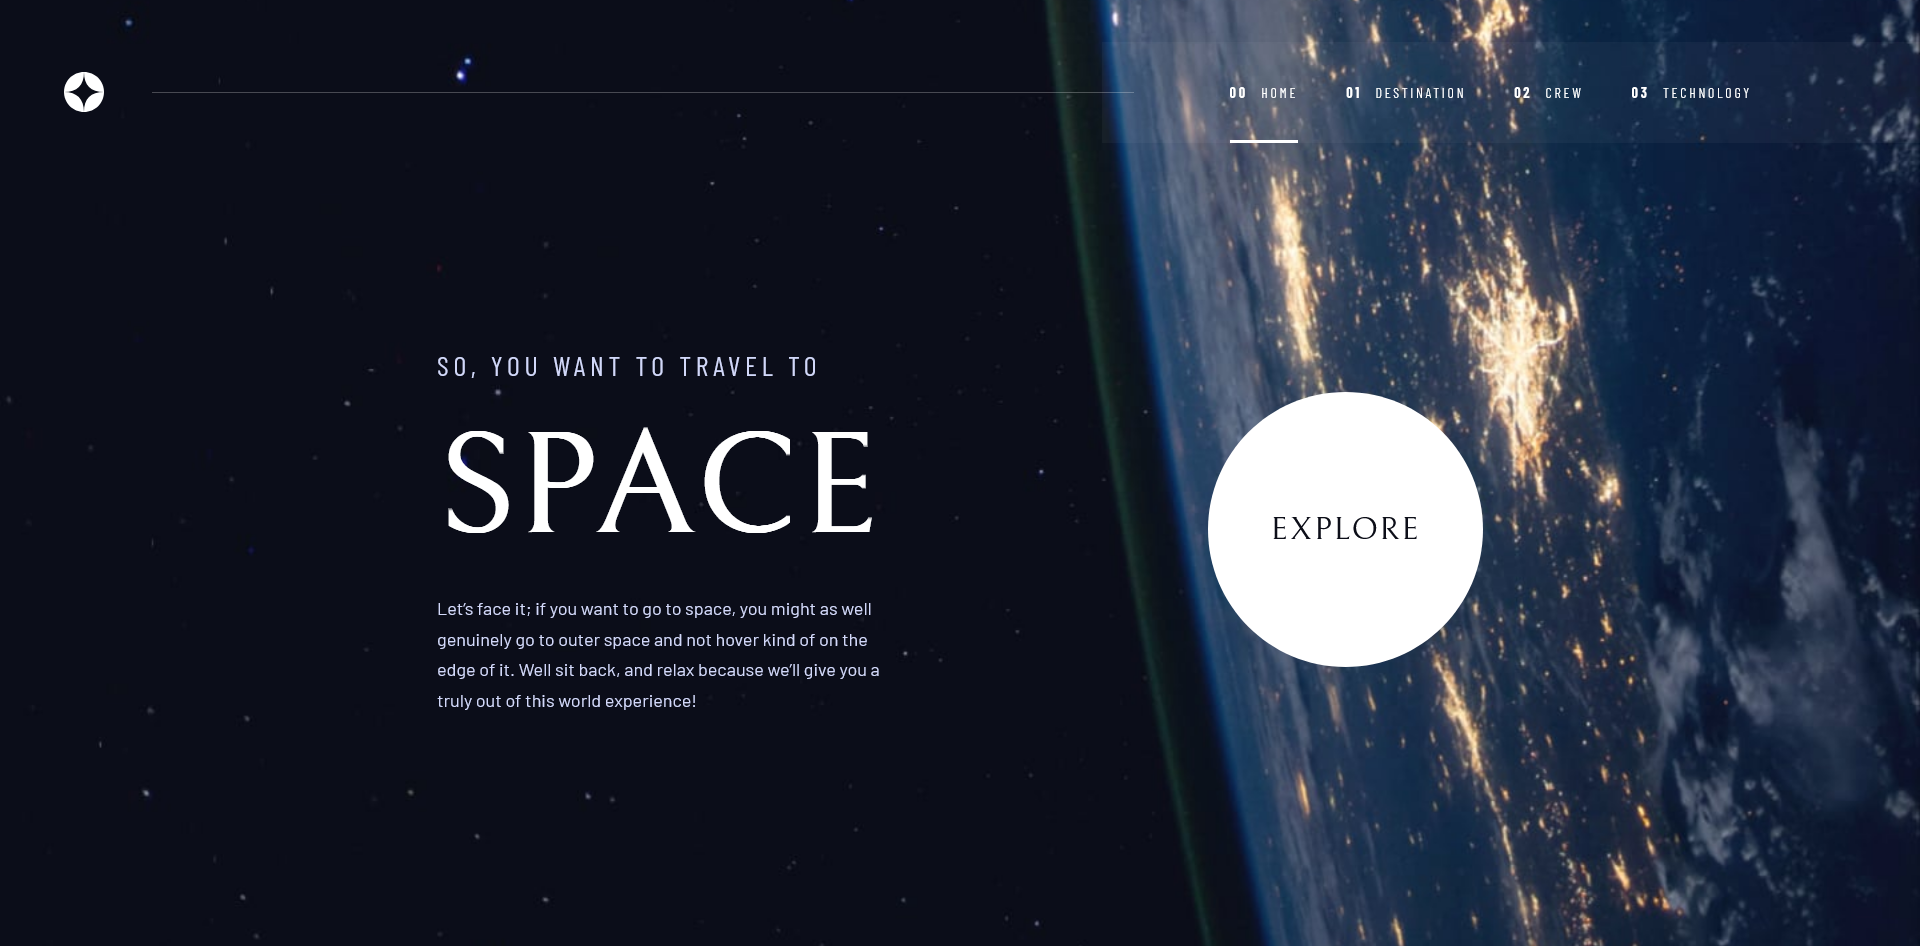 00 HOME 01 DESTINATION 02 CREW 03 TECHNOLOGY
SO, YOU WANT TO TRAVEL TO
SPACE
Let’s face it; if you want to go to space, you might as well
genuinely go to outer space and not hover kind of on the
edge of it. Well sit back, and relax because we’ll give you a
truly out of this world experience!
EXPLORE